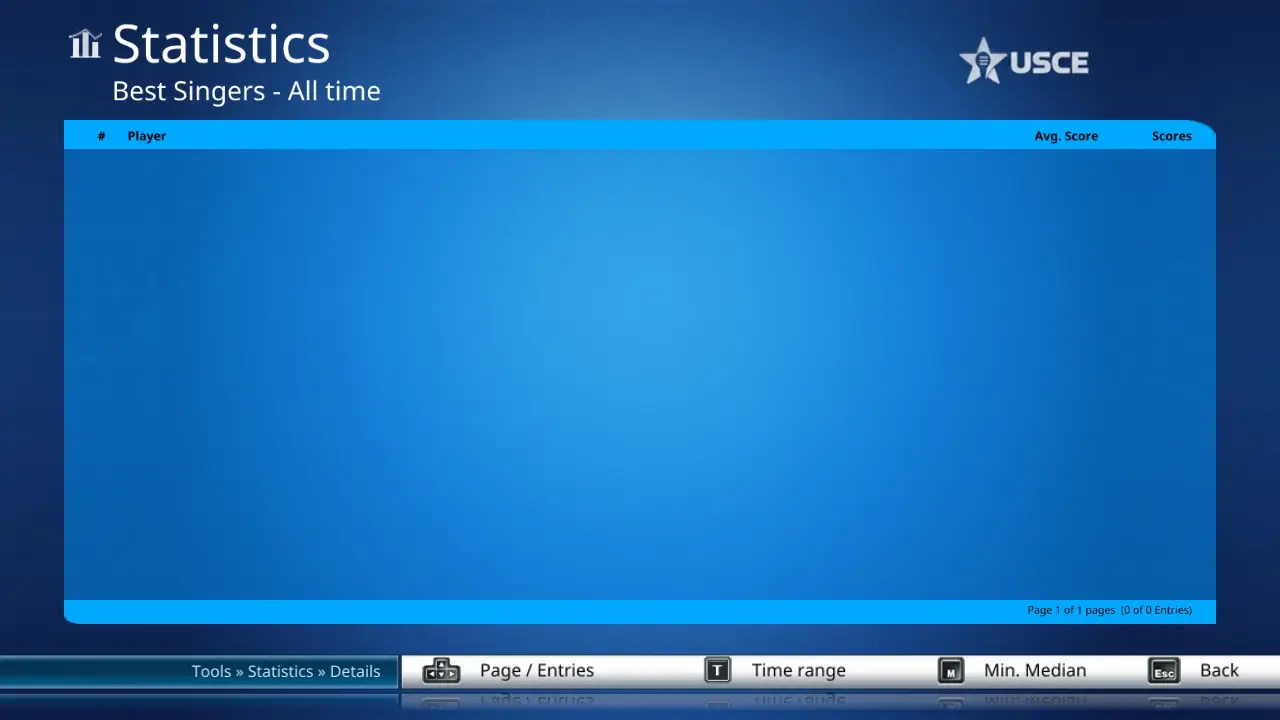 Statistics
Best Singers - All time
USCE
# Player Avg. Score Scores
Page 1 of 1 pages (0 of 0 Entries)
Tools » Statistics » Details Page / Entries T Time range M Min. Median Esc Back